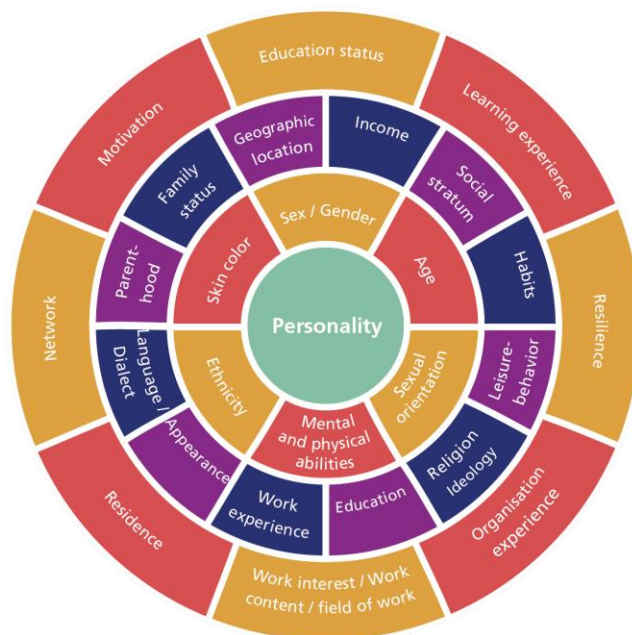 Education status
Learning experience
Resilience
Organisation
experience
Work interest / Work
content / field of work
Residence
Network
Motivation
Geographic
location
Income
Social
stratum
Habits
Leisure-
behavior
Religion
Ideology
Education
Work
experience
Appearance
Language /
Dialect
Parent-
hood
Family
status
Sex / Gender
Age
Sexual
orientation
Mental
and physical
abilities
Ethnicity
Skin color
Personality